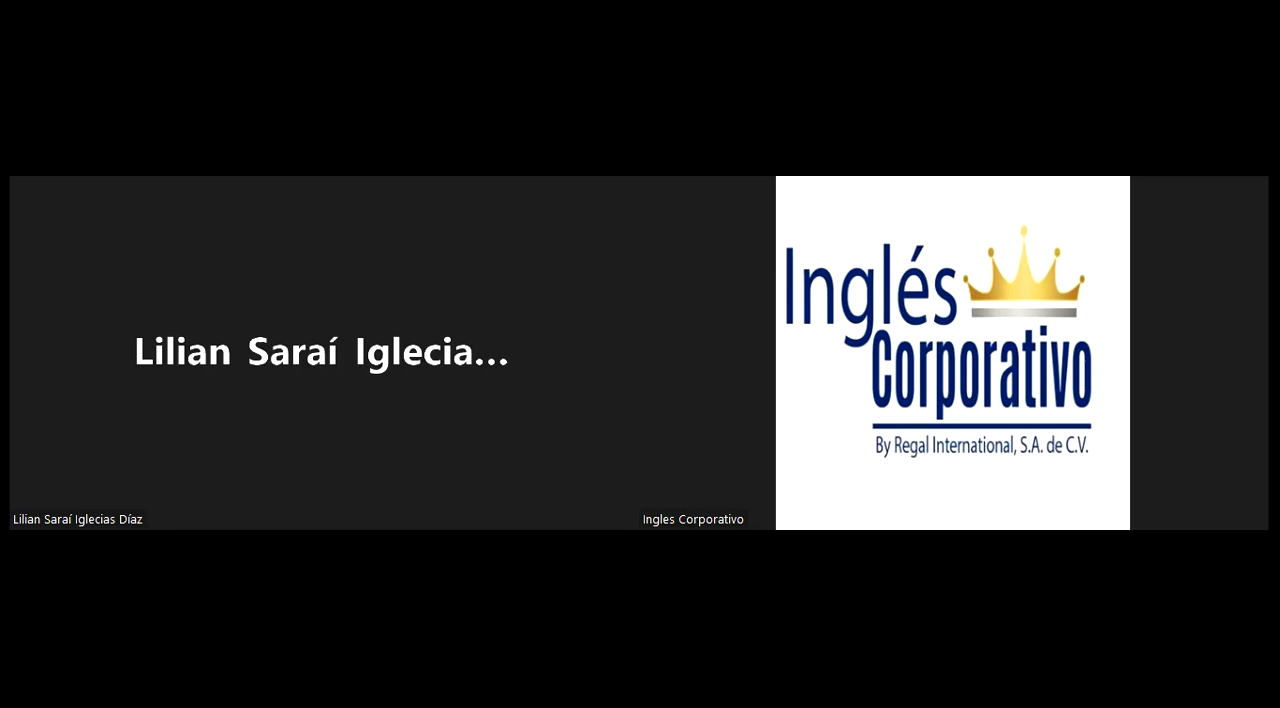 Lilian Saraí Iglecia...
Lilian Saraí Iglecias Díaz
Inglés
Corporativo
By Regal International, S.A. de C.V.
Ingles Corporativo